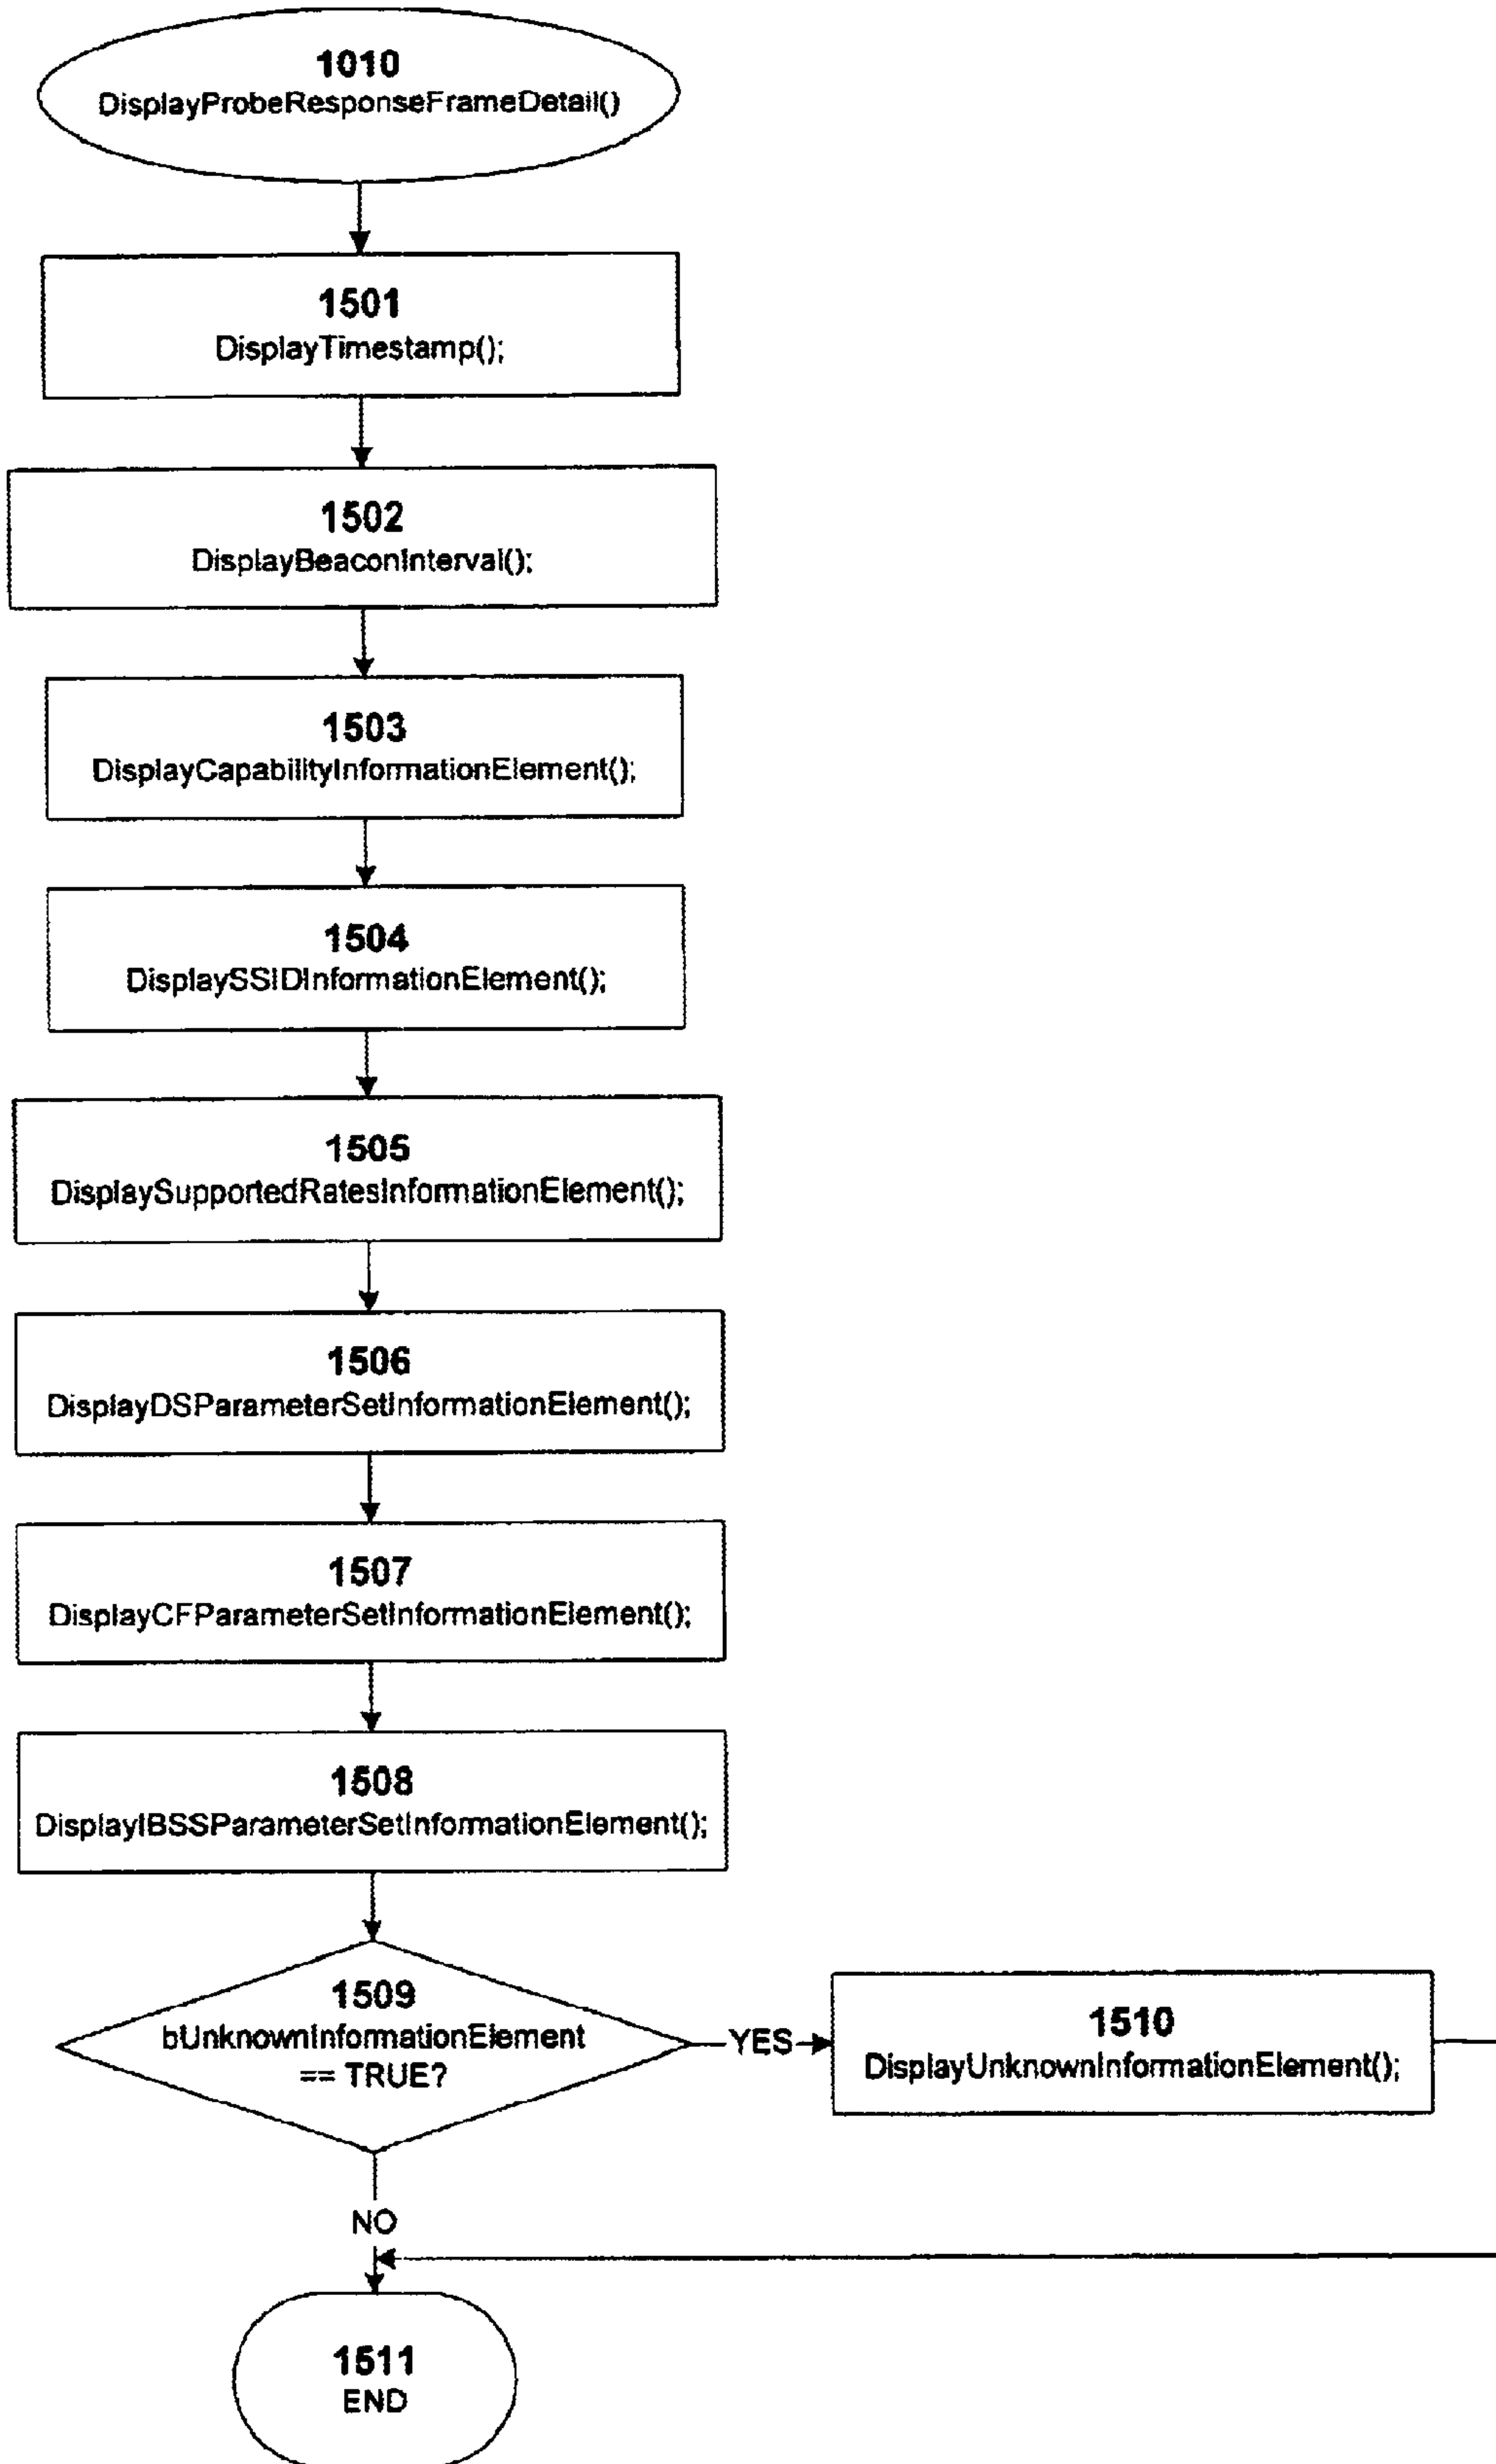 1010
DisplayProbeResponseFrameDetail()
1501
DisplayTimestamp();
1502
DisplayBeaconInterval();
1503
DisplayCapabilityInformationElement();
1504
DisplaySSIDInformationElement();
1505
DisplaySupportedRatesInformationElement();
1506
DisplayDSParameterSetInformationElement();
1507
DisplayCFParameterSetInformationElement();
1508
DisplayIBSSParameterSetInformationElement();
1509
bUnknownInformationElement
== TRUE?
YES
1510
DisplayUnknownInformationElement();
NO
1511
END